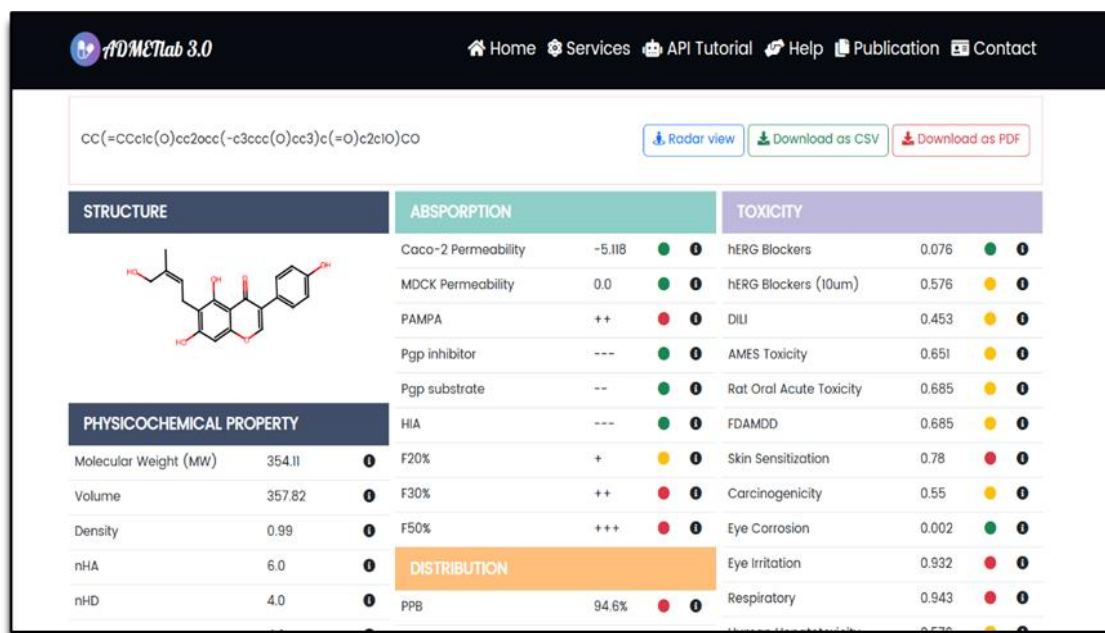 ADMETlab 3.0
Home Services API Tutorial Help Publication Contact
CC(=CCc1c(O)cc2occ(-c3ccc(O)cc3)c(=O)c2c1O)CO
Radar view Download as CSV Download as PDF
STRUCTURE
HO
OH
O
OH
HO
O
PHYSICOCHEMICAL PROPERTY
Molecular Weight (MW) 354.11
Volume 357.82
Density 0.99
nHA 6.0
nHD 4.0
ABSPORPTION
Caco-2 Permeability -5.118
MDCK Permeability 0.0
PAMPA ++
Pgp inhibitor ---
Pgp substrate --
HIA ---
F20% +
F30% ++
F50% +++
DISTRIBUTION
PPB 94.6%
TOXICITY
hERG Blockers 0.076
hERG Blockers (10um) 0.576
DILI 0.453
AMES Toxicity 0.651
Rat Oral Acute Toxicity 0.685
FDAMDD 0.685
Skin Sensitization 0.78
Carcinogenicity 0.55
Eye Corrosion 0.002
Eye Irritation 0.932
Respiratory 0.943